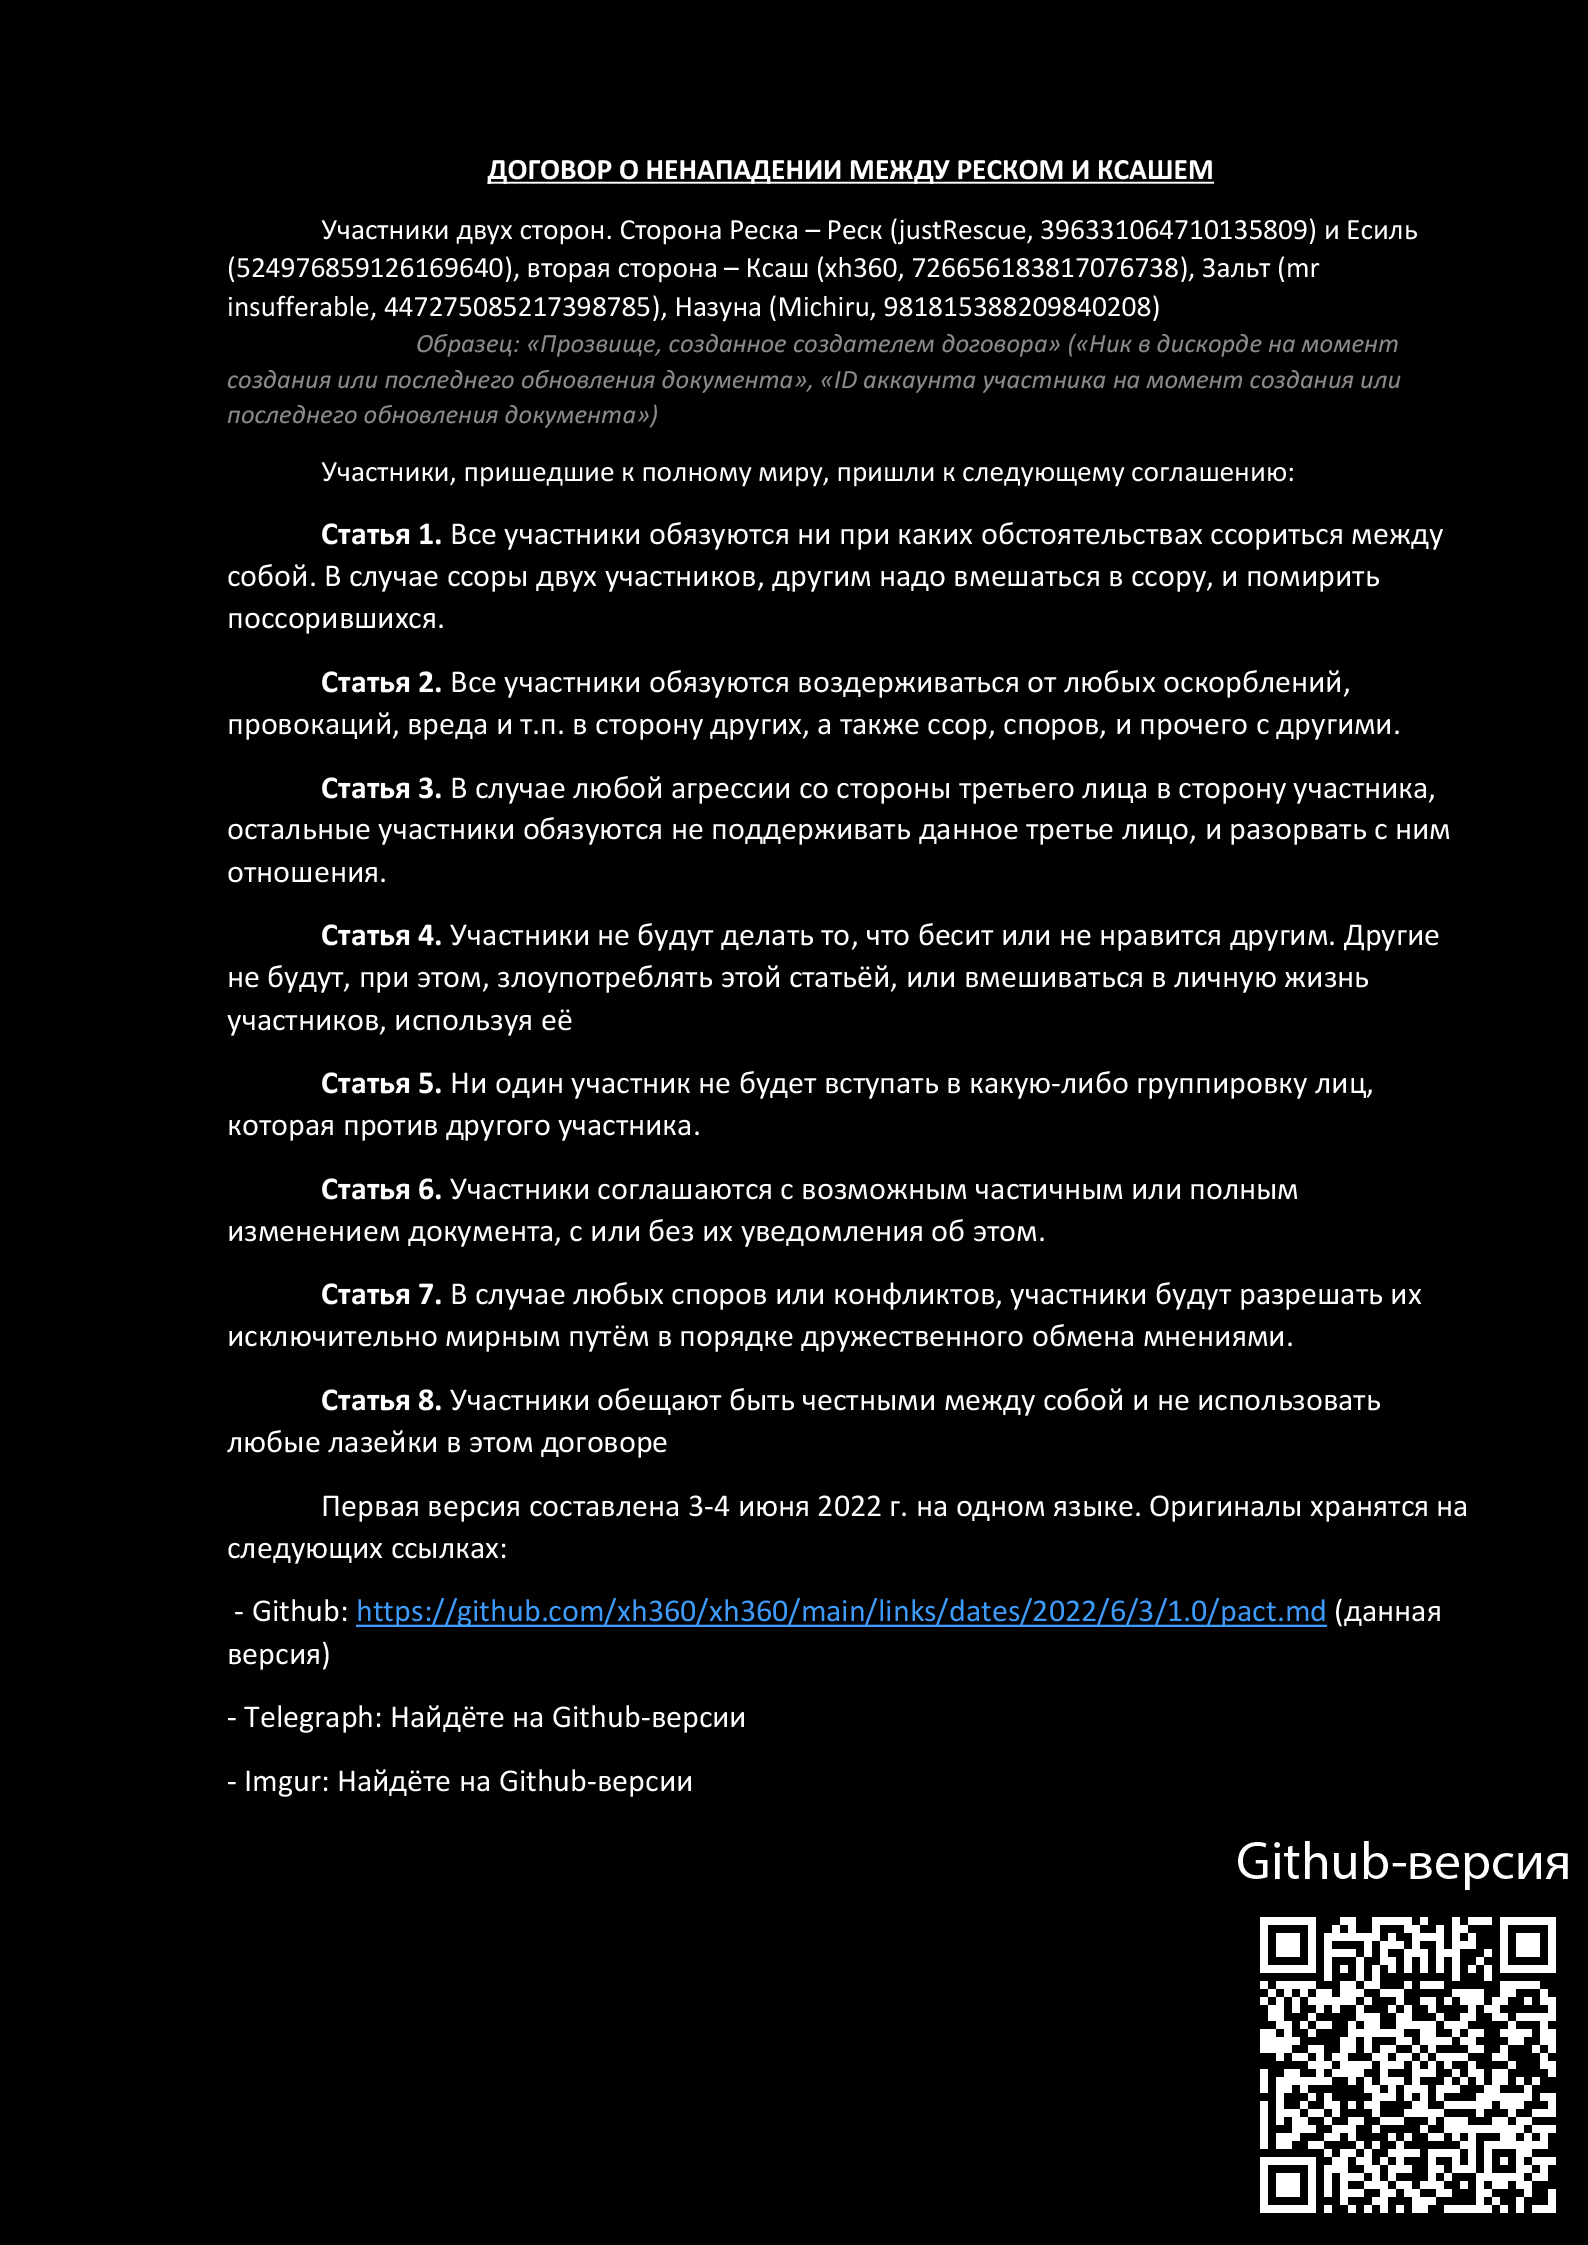 ДОГОВОР О НЕНАПАДЕНИИ МЕЖДУ РЕСКОМ И КСАШЕМ
Участники двух сторон. Сторона Реска – Реск (justRescue, 396331064710135809) и Есиль
(524976859126169640), вторая сторона – Ксаш (xh360, 726656183817076738), Зальт (mr
insufferable, 447275085217398785), Назуна (Michiru, 981815388209840208)
Образец: «Прозвище, созданное создателем договора» («Ник в дискорде на момент
создания или последнего обновления документа», «ID аккаунта участника на момент создания или
последнего обновления документа»)
Участники, пришедшие к полному миру, пришли к следующему соглашению:
Статья 1. Все участники обязуются ни при каких обстоятельствах ссориться между
собой. В случае ссоры двух участников, другим надо вмешаться в ссору, и помирить
поссорившихся.
Статья 2. Все участники обязуются воздерживаться от любых оскорблений,
провокаций, вреда и т.п. в сторону других, а также ссор, споров, и прочего с другими.
Статья 3. В случае любой агрессии со стороны третьего лица в сторону участника,
остальные участники обязуются не поддерживать данное третье лицо, и разорвать с ним
отношения.
Статья 4. Участники не будут делать то, что бесит или не нравится другим. Другие
не будут, при этом, злоупотреблять этой статьёй, или вмешиваться в личную жизнь
участников, используя её
Статья 5. Ни один участник не будет вступать в какую-либо группировку лиц,
которая против другого участника.
Статья 6. Участники соглашаются с возможным частичным или полным
изменением документа, с или без их уведомления об этом.
Статья 7. В случае любых споров или конфликтов, участники будут разрешать их
исключительно мирным путём в порядке дружественного обмена мнениями.
Статья 8. Участники обещают быть честными между собой и не использовать
любые лазейки в этом договоре
Первая версия составлена 3-4 июня 2022 г. на одном языке. Оригиналы хранятся на
следующих ссылках:
- Github: https://github.com/xh360/xh360/main/links/dates/2022/6/3/1.0/pact.md (данная
версия)
- Telegraph: Найдёте на Github-версии
- Imgur: Найдёте на Github-версии
Github-версия